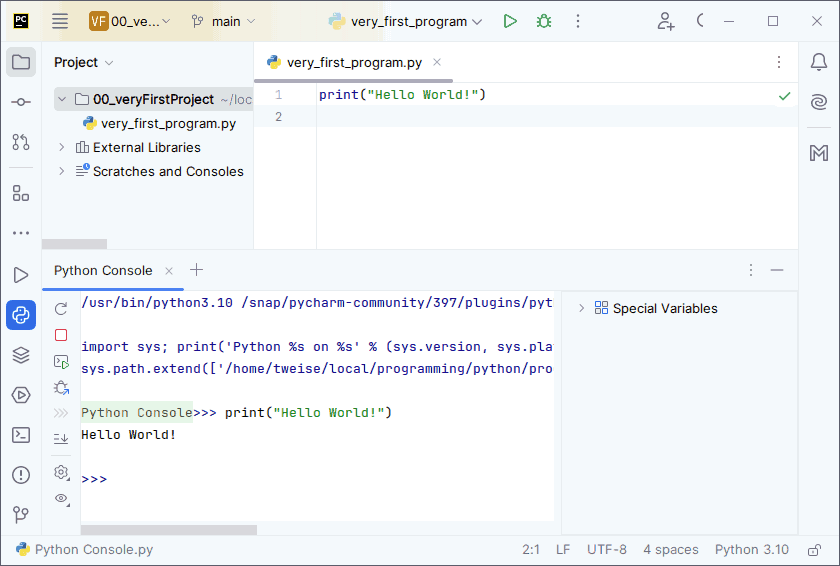 PC VF 00_ve... main very_first_program
Project
00_veryFirstProject ~/loc
very_first_program.py
External Libraries
Scratches and Consoles
very_first_program.py
1 print("Hello World!")
2
Python Console
/usr/bin/python3.10 /snap/pycharm-community/397/plugins/pyt
import sys; print('Python %s on %s' % (sys.version, sys.pla
sys.path.extend(['/home/tweise/local/programming/python/pro
Python Console>>> print("Hello World!")
Hello World!
>>>
Special Variables
Python Console.py 2:1 LF UTF-8 4 spaces Python 3.10